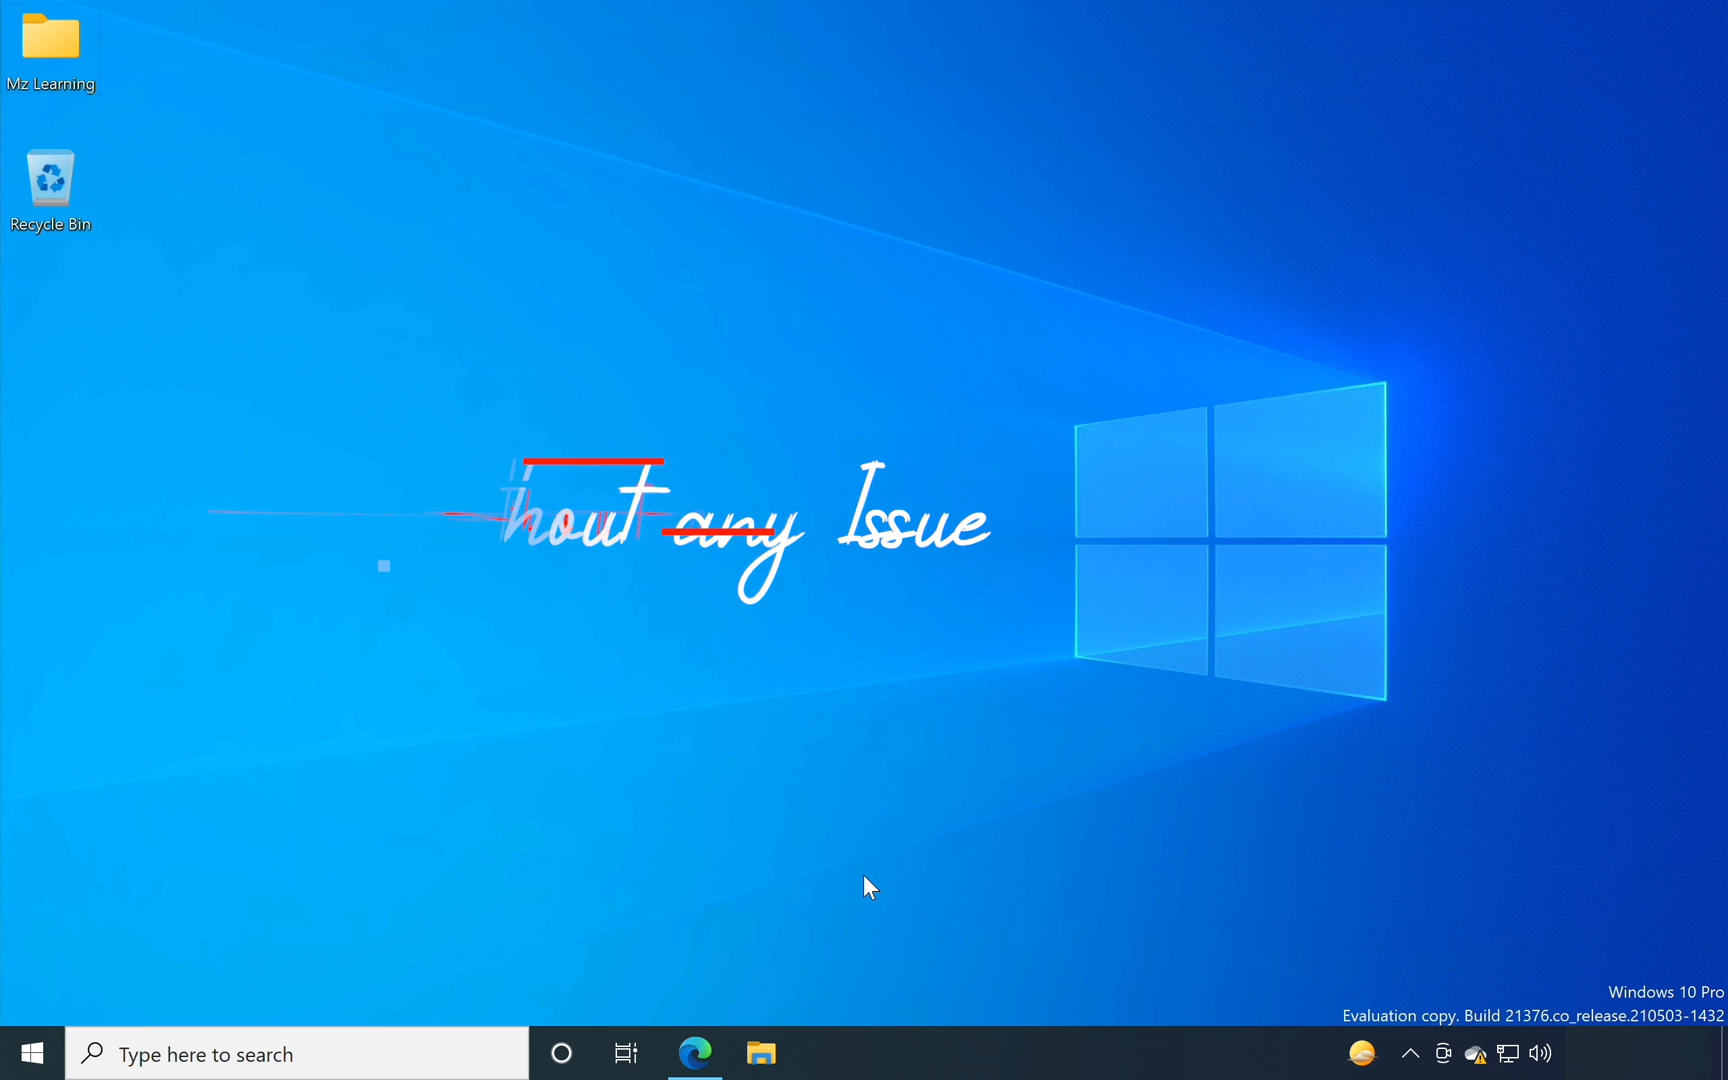 Mz Learning
Recycle Bin
hout any Issue
Windows 10 Pro
Evaluation copy. Build 21376.co_release.210503-1432
Type here to search